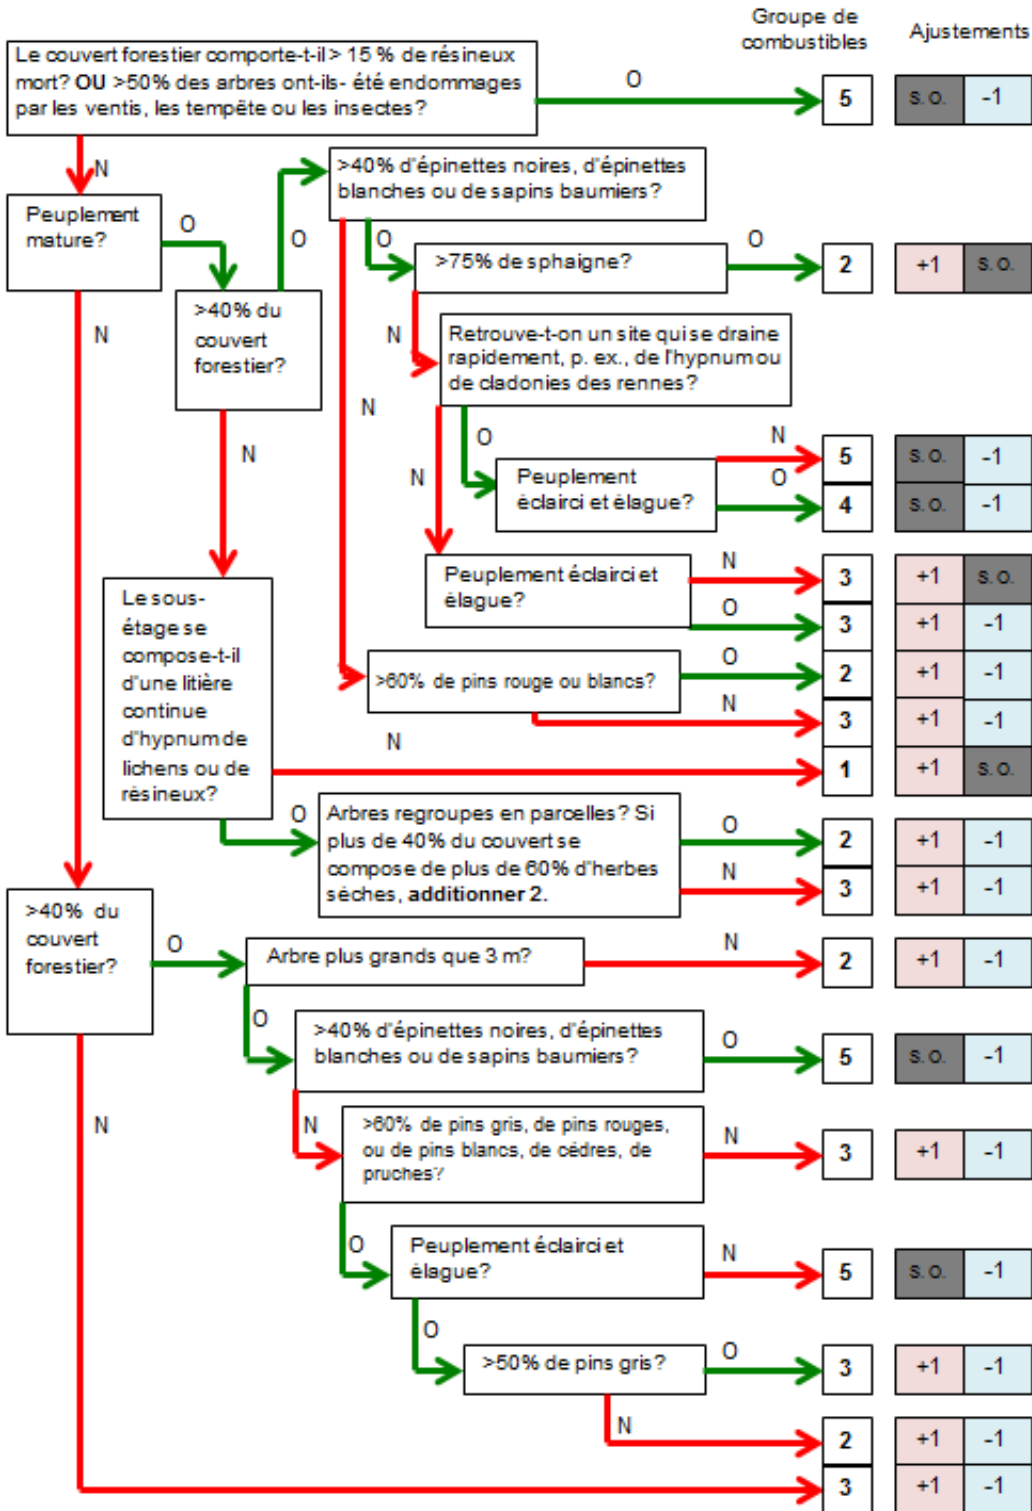 Groupe de
combustibles
Ajustements
Le couvert forestier comporte-t-il > 15 % de résineux
mort? OU >50% des arbres ont-ils- été endommages
par les ventis, les tempête ou les insectes?
O
5
s. o.
-1
N
Peuplement
mature?
O
>40% d'épinettes noires, d'épinettes
blanches ou de sapins baumiers?
O
O
>75% de sphaigne?
O
2
+1
s. o.
>40% du
couvert
forestier?
N
N
Retrouve-t-on un site qui se draine
rapidement, p. ex., de l'hypnum ou
de cladonies des rennes?
N
N
O
N
Peuplement
éclairci et
élague?
N
5
s. o.
-1
O
4
s. o.
-1
Peuplement éclairci et
élague?
N
3
+1
s. o.
O
3
+1
-1
Le sous-
étage se
compose-t-il
d'une litière
continue
d'hypnum de
lichens ou de
résineux?
>60% de pins rouge ou blancs?
O
2
+1
-1
N
3
+1
-1
N
1
+1
s. o.
O
Arbres regroupes en parcelles? Si
plus de 40% du couvert se
compose de plus de 60% d'herbes
sèches, additionner 2.
O
2
+1
-1
N
3
+1
-1
>40% du
couvert
forestier?
O
Arbre plus grands que 3 m?
N
2
+1
-1
O
>40% d'épinettes noires, d'épinettes
blanches ou de sapins baumiers?
O
5
s. o.
-1
N
N
>60% de pins gris, de pins rouges,
ou de pins blancs, de cédres, de
pruches?
N
3
+1
-1
O
Peuplement éclairci et
élague?
N
5
s. o.
-1
O
>50% de pins gris?
O
3
+1
-1
N
2
+1
-1
3
+1
-1